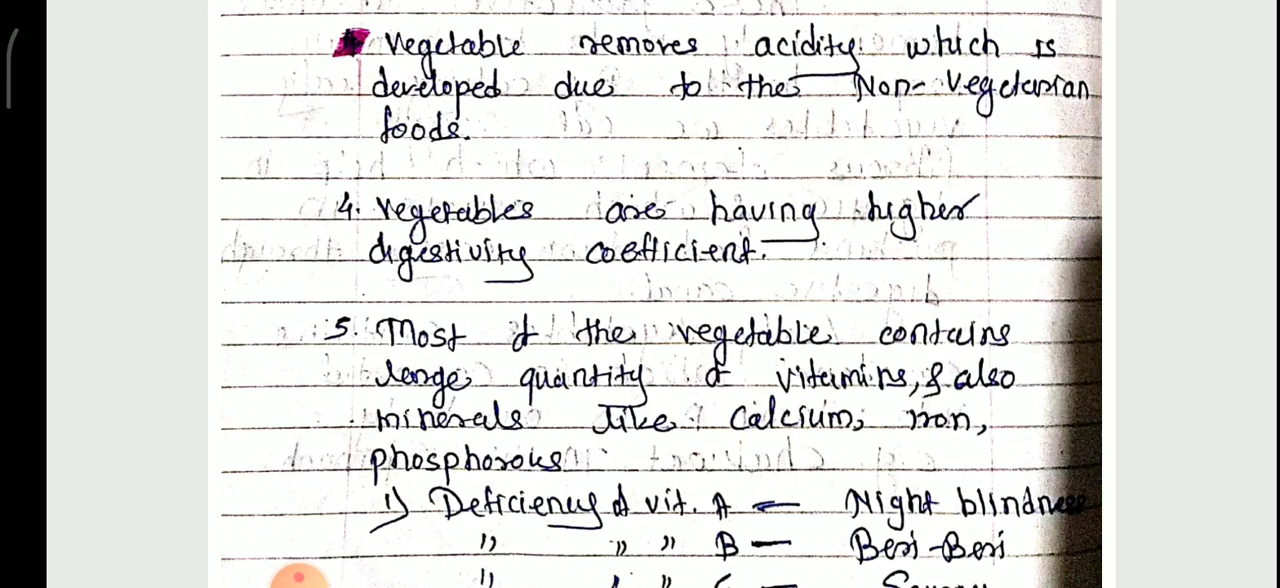 Vegetable removes acidity which is
developed due to the Non-Vegetarian
foods.
4. Vegetables are having higher
digestivity coefficient.
5. Most of the vegetable contains
large quantity of vitamins, & also
minerals like calcium, iron,
phosphorous
1) Deficiency of vit. A — Night blindness
" " " B — Beri-Beri
" " "